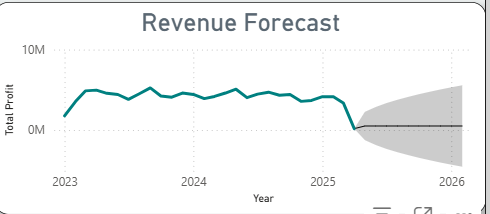 Revenue Forecast
10M
Total Profit
0M
2023 2024 2025 2026
Year